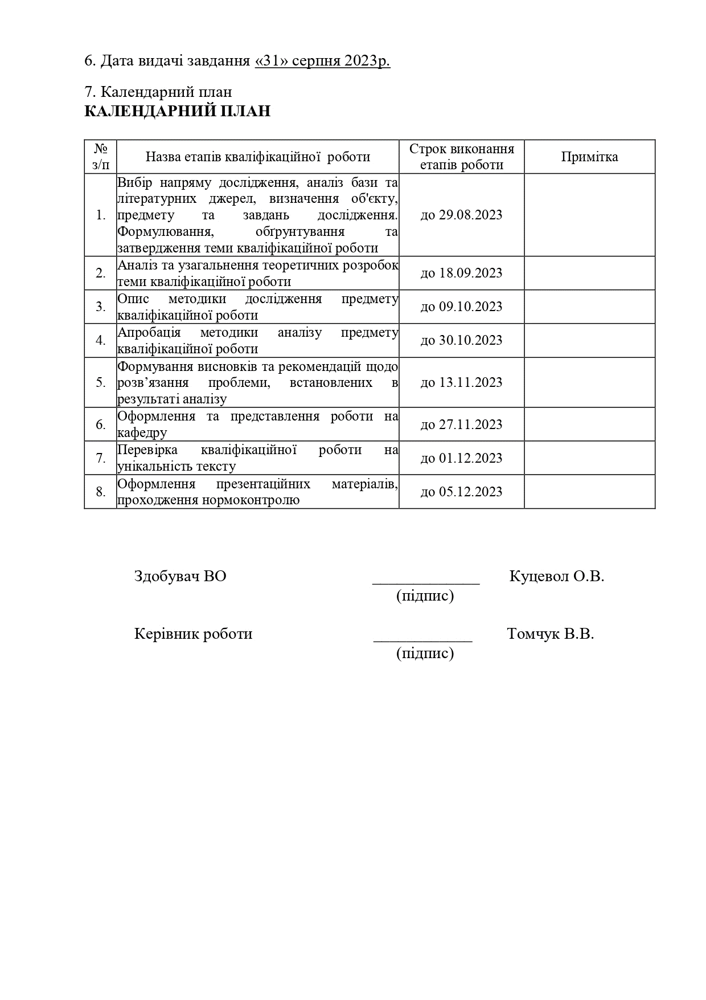 6. Дата видачі завдання «31» серпня 2023р.
7. Календарний план
КАЛЕНДАРНИЙ ПЛАН
№ з/п
Назва етапів кваліфікаційної роботи
Строк виконання
етапів роботи
Примітка
1.
Вибір напряму дослідження, аналіз бази та
літературних джерел, визначення об'єкту,
предмету та завдань дослідження.
Формулювання, обґрунтування та
затвердження теми кваліфікаційної роботи
до 29.08.2023
2.
Аналіз та узагальнення теоретичних розробок
теми кваліфікаційної роботи
до 18.09.2023
3.
Опис методики дослідження предмету
кваліфікаційної роботи
до 09.10.2023
4.
Апробація методики аналізу предмету
кваліфікаційної роботи
до 30.10.2023
5.
Формування висновків та рекомендацій щодо
розв’язання проблеми, встановлених в
результаті аналізу
до 13.11.2023
6.
Оформлення та представлення роботи на
кафедру
до 27.11.2023
7.
Перевірка кваліфікаційної роботи на
унікальність тексту
до 01.12.2023
8.
Оформлення презентаційних матеріалів,
проходження нормоконтролю
до 05.12.2023
Здобувач ВО _____________ Куцевол О.В.
(підпис)
Керівник роботи ____________ Томчук В.В.
(підпис)